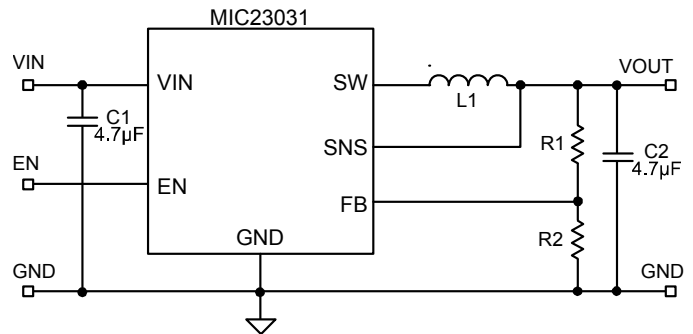 MIC23031
VIN
VIN
SW
VOUT
L1
C1
4.7µF
SNS
R1
C2
4.7µF
EN
EN
FB
R2
GND
GND
GND